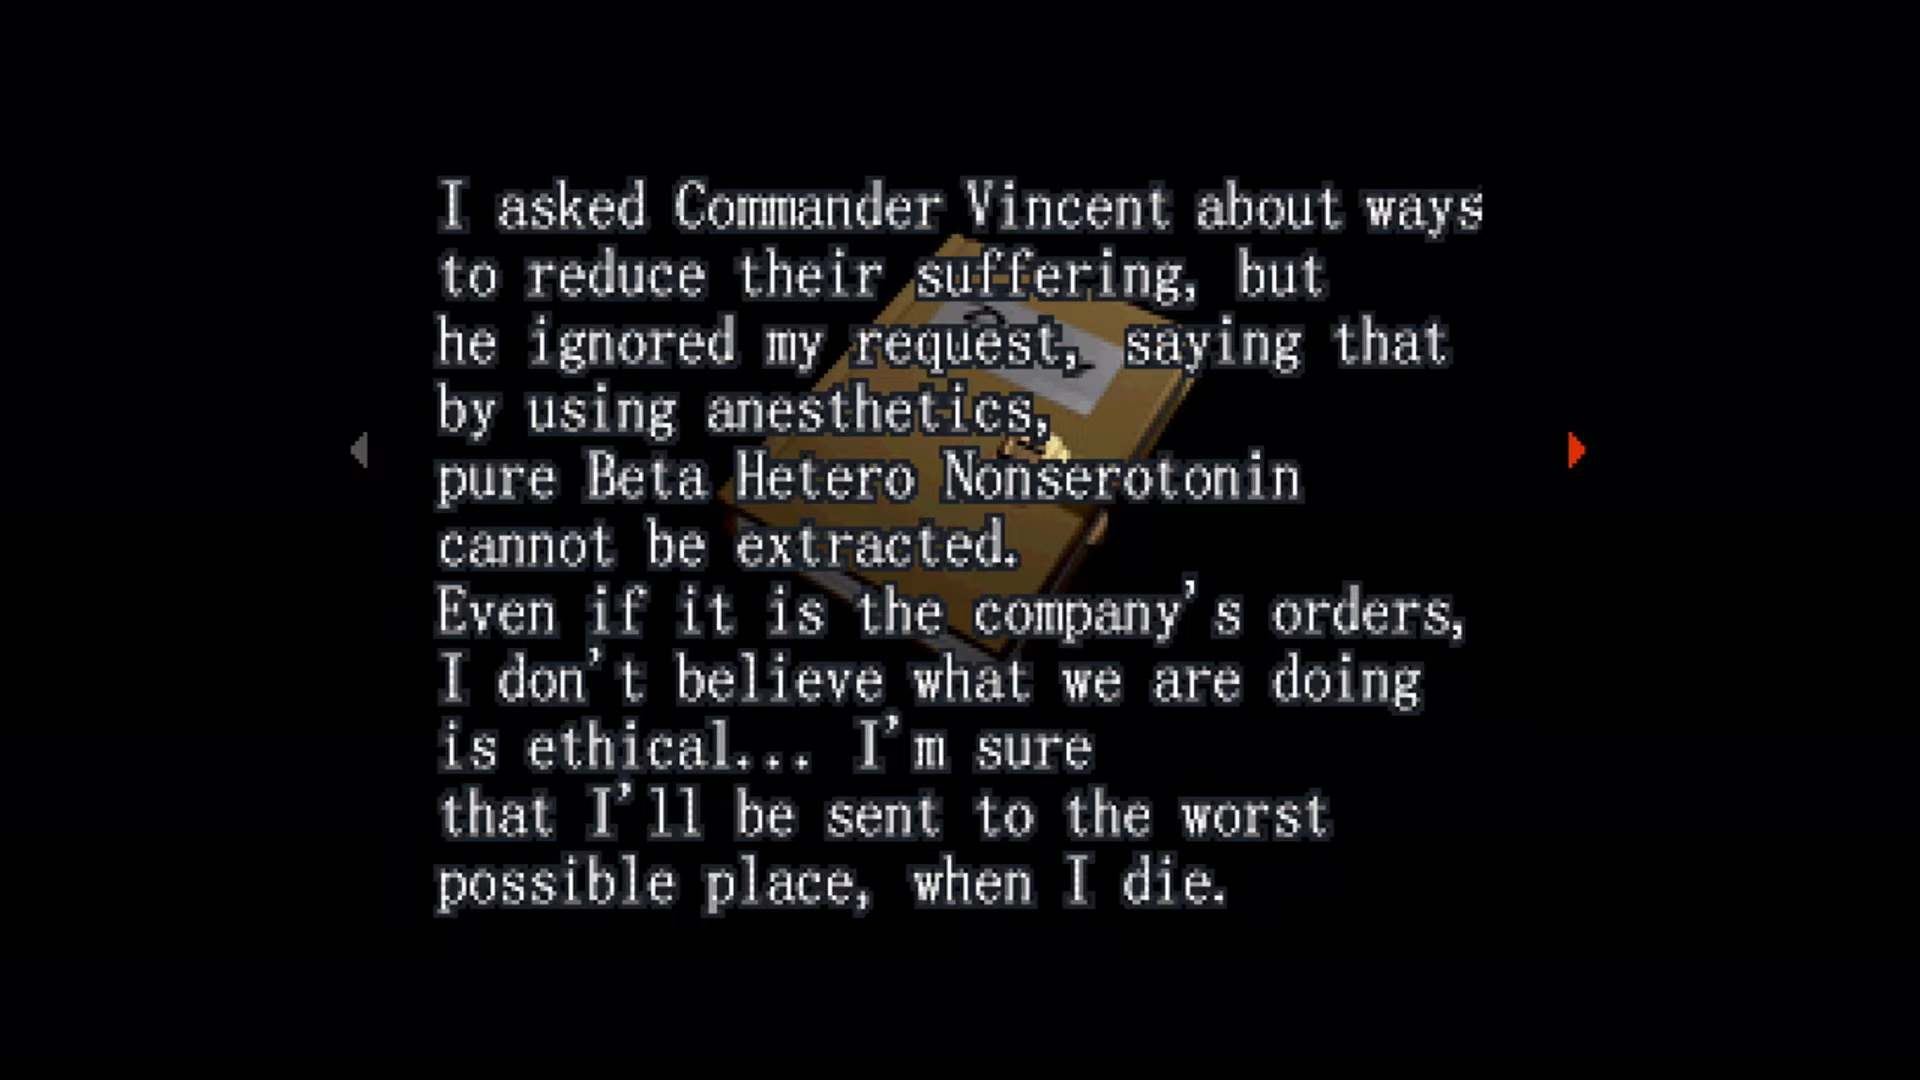 I asked Commander Vincent about ways
to reduce their suffering, but
he ignored my request, saying that
by using anesthetics,
pure Beta Hetero Nonserotonin
cannot be extracted.
Even if it is the company's orders,
I don't believe what we are doing
is ethical... I'm sure
that I'll be sent to the worst
possible place, when I die.